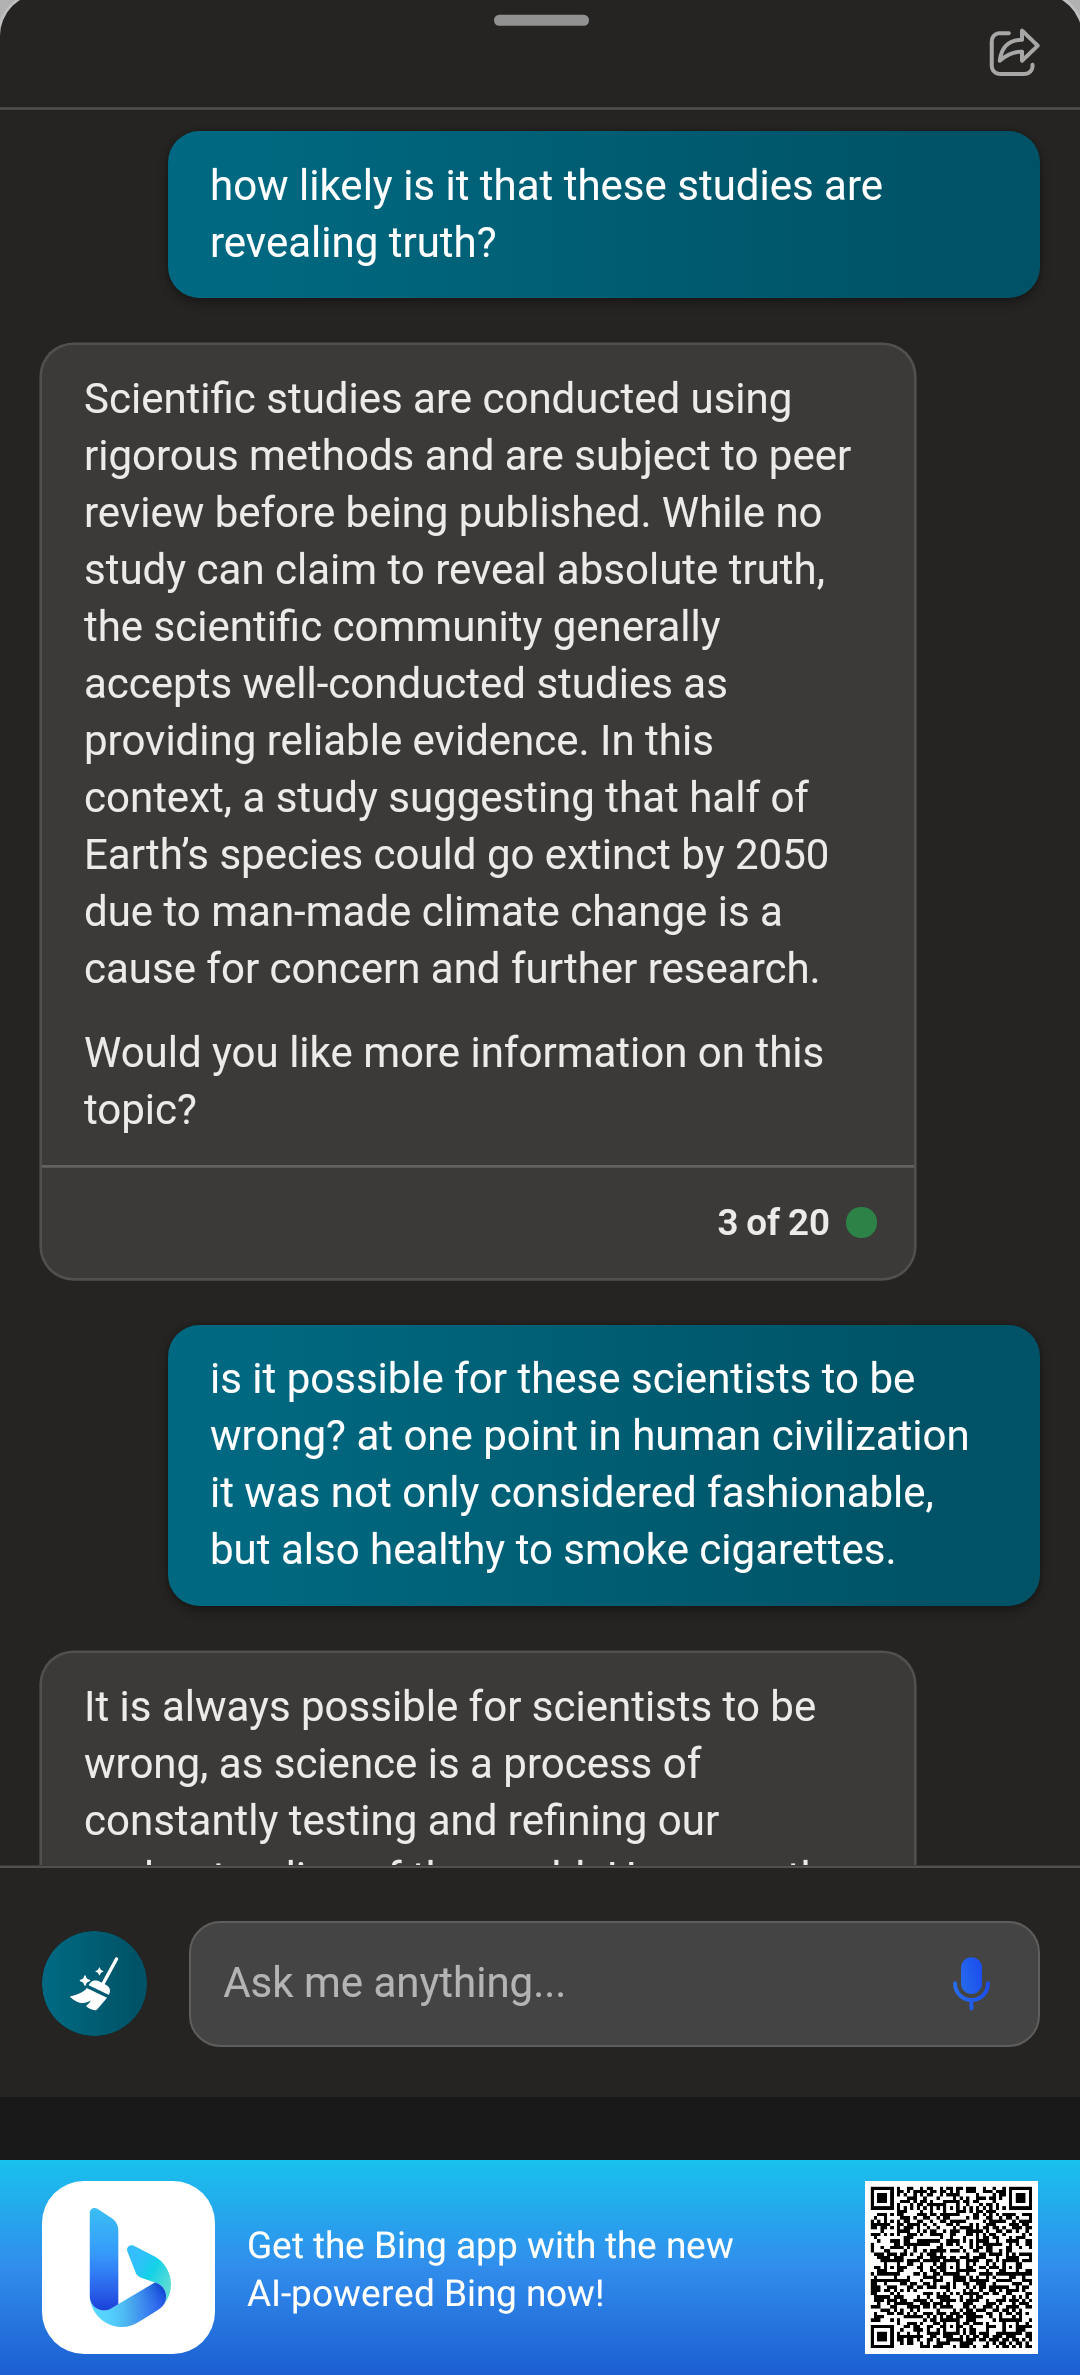 how likely is it that these studies are
revealing truth?
Scientific studies are conducted using
rigorous methods and are subject to peer
review before being published. While no
study can claim to reveal absolute truth,
the scientific community generally
accepts well-conducted studies as
providing reliable evidence. In this
context, a study suggesting that half of
Earth’s species could go extinct by 2050
due to man-made climate change is a
cause for concern and further research.
Would you like more information on this
topic?
3 of 20
is it possible for these scientists to be
wrong? at one point in human civilization
it was not only considered fashionable,
but also healthy to smoke cigarettes.
It is always possible for scientists to be
wrong, as science is a process of
constantly testing and refining our
Ask me anything...
Get the Bing app with the new
AI-powered Bing now!